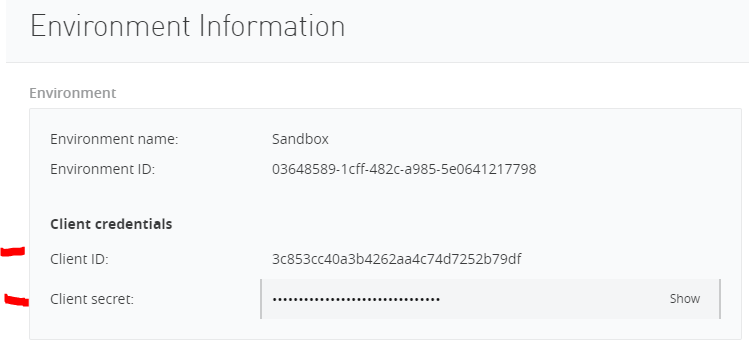 Environment Information
Environment
Environment name: Sandbox
Environment ID: 03648589-1cff-482c-a985-5e0641217798
Client credentials
Client ID: 3c853cc40a3b4262aa4c74d7252b79df
Client secret: •••••••••••••••••••••••••••••••• Show